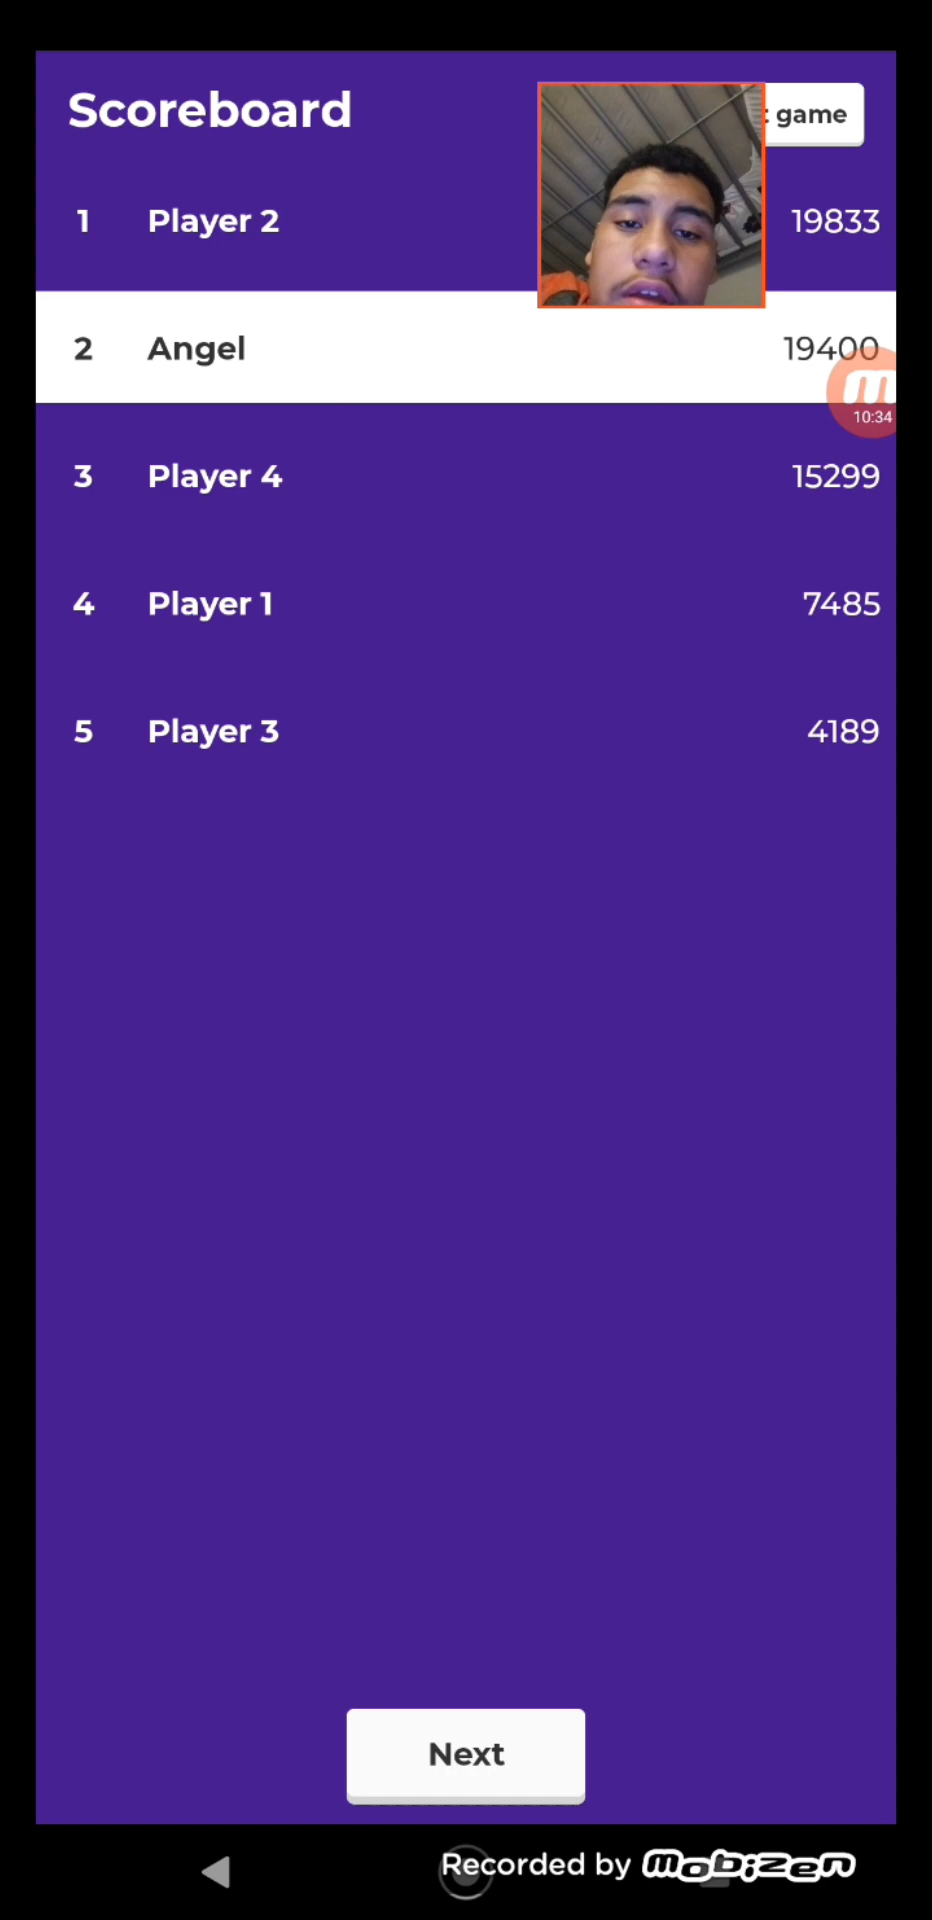 Scoreboard
game
1 Player 2 19833
2 Angel 19400
10:34
3 Player 4 15299
4 Player 1 7485
5 Player 3 4189
Next
Recorded by Mobizen